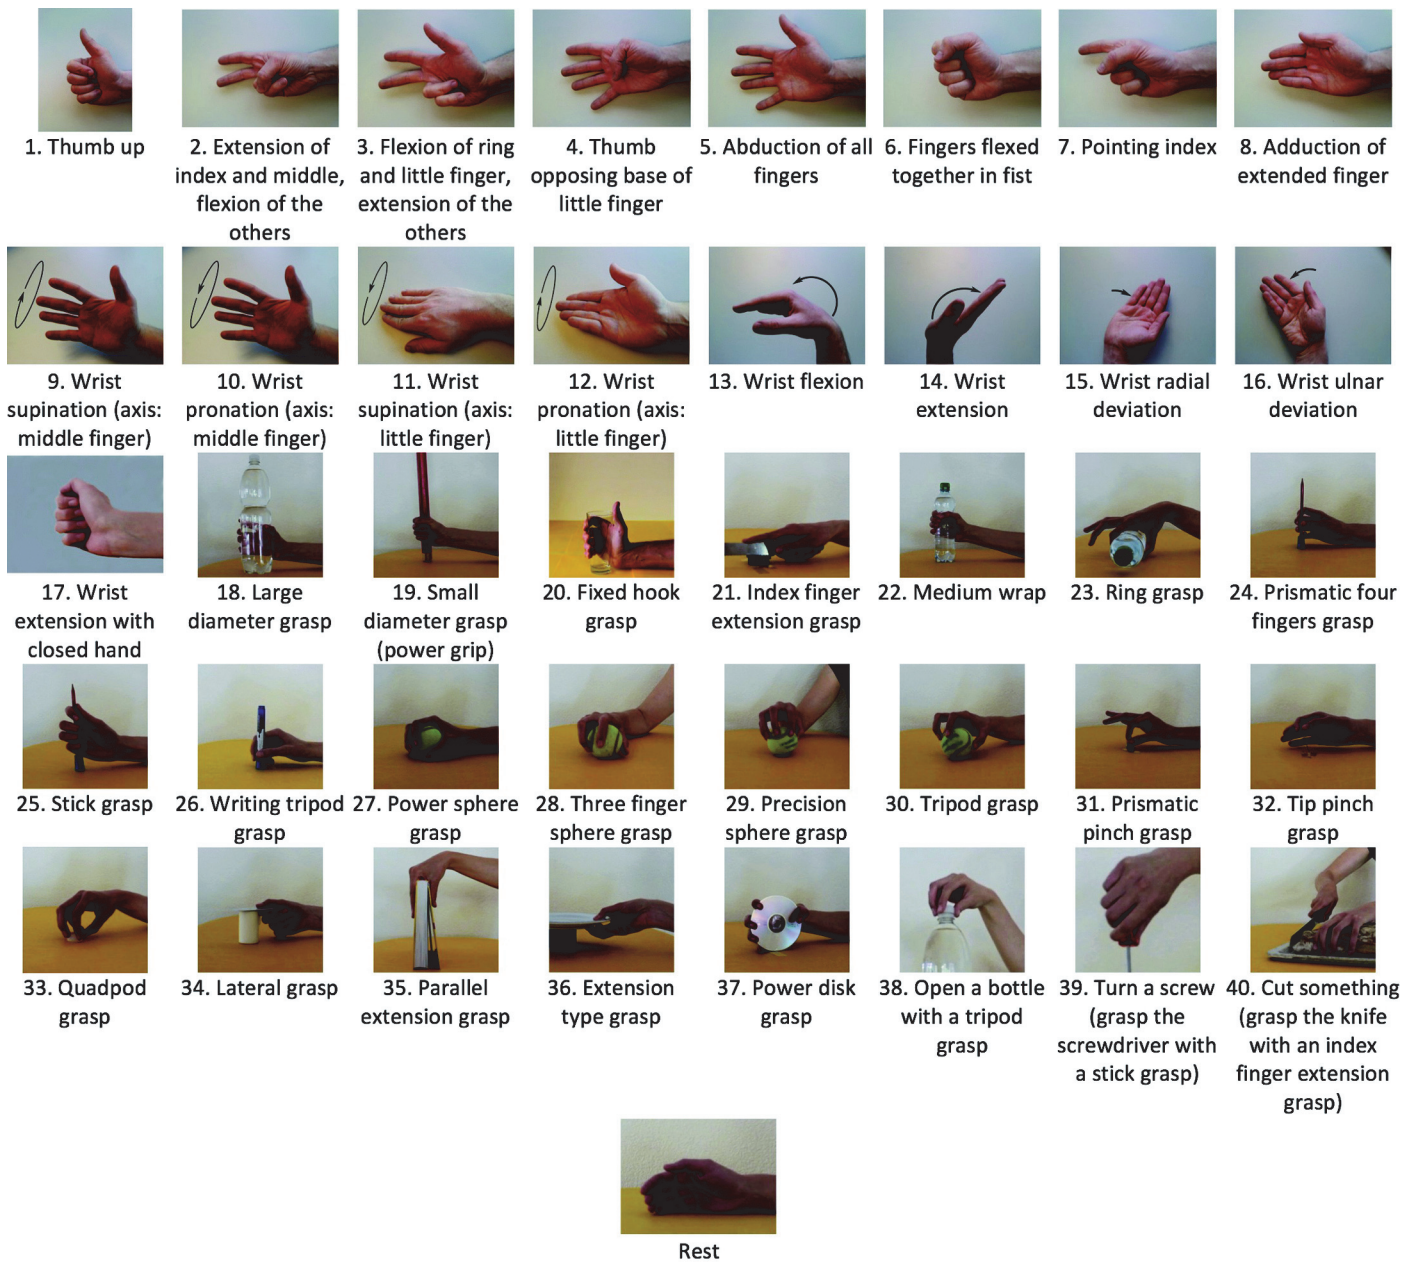 1. Thumb up
2. Extension of
index and middle,
flexion of the
others
3. Flexion of ring
and little finger,
extension of the
others
4. Thumb
opposing base of
little finger
5. Abduction of all
fingers
6. Fingers flexed
together in fist
7. Pointing index
8. Adduction of
extended finger
9. Wrist
supination (axis:
middle finger)
10. Wrist
pronation (axis:
middle finger)
11. Wrist
supination (axis:
little finger)
12. Wrist
pronation (axis:
little finger)
13. Wrist flexion
14. Wrist
extension
15. Wrist radial
deviation
16. Wrist ulnar
deviation
17. Wrist
extension with
closed hand
18. Large
diameter grasp
19. Small
diameter grasp
(power grip)
20. Fixed hook
grasp
21. Index finger
extension grasp
22. Medium wrap
23. Ring grasp
24. Prismatic four
fingers grasp
25. Stick grasp
26. Writing tripod
grasp
27. Power sphere
grasp
28. Three finger
sphere grasp
29. Precision
sphere grasp
30. Tripod grasp
31. Prismatic
pinch grasp
32. Tip pinch
grasp
33. Quadpod
grasp
34. Lateral grasp
35. Parallel
extension grasp
36. Extension
type grasp
37. Power disk
grasp
38. Open a bottle
with a tripod
grasp
39. Turn a screw
(grasp the
screwdriver with
a stick grasp)
40. Cut something
(grasp the knife
with an index
finger extension
grasp)
Rest